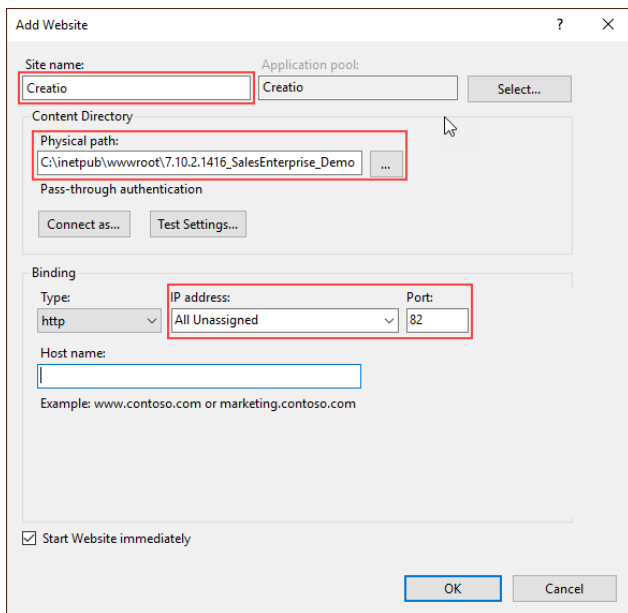 Add Website
?
Site name:
Application pool:
Creatio
Creatio
Select...
Content Directory
Physical path:
C:\inetpub\wwwroot\7.10.2.1416_SalesEnterprise_Demo
...
Pass-through authentication
Connect as...
Test Settings...
Binding
Type:
IP address:
Port:
http
All Unassigned
82
Host name:
Example: www.contoso.com or marketing.contoso.com
Start Website immediately
OK
Cancel